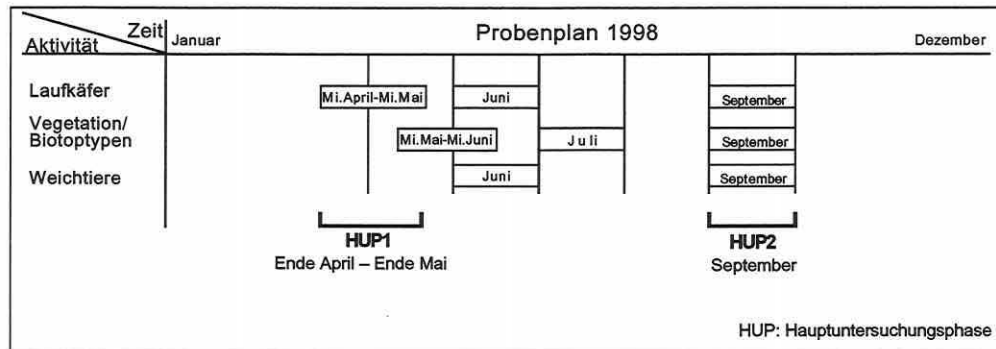 Zeit
Aktivität
Januar
Probenplan 1998
Dezember
Laufkäfer
Mi.April-Mi.Mai
Juni
September
Vegetation/
Biotoptypen
Mi.Mai-Mi.Juni
Juli
September
Weichtiere
Juni
September
HUP1
Ende April – Ende Mai
HUP2
September
HUP: Hauptuntersuchungsphase